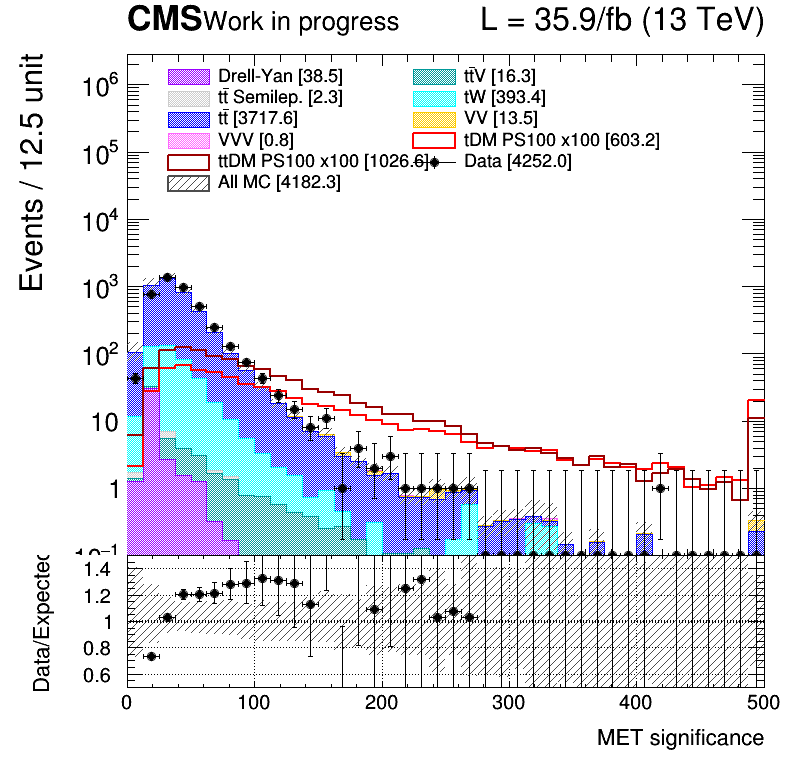 CMS Work in progress L = 35.9/fb (13 TeV)
Events / 12.5 unit
Drell-Yan [38.5]
tt̄ Semilep. [2.3]
tt̄ [3717.6]
VVV [0.8]
ttDM PS100 x100 [1026.6]
All MC [4182.3]
tt̄V [16.3]
tW [393.4]
VV [13.5]
tDM PS100 x100 [603.2]
Data [4252.0]
10⁶
10⁵
10⁴
10³
10²
10
1
10⁻¹
Data/Expected
1.4
1.2
1
0.8
0.6
0 100 200 300 400 500
MET significance